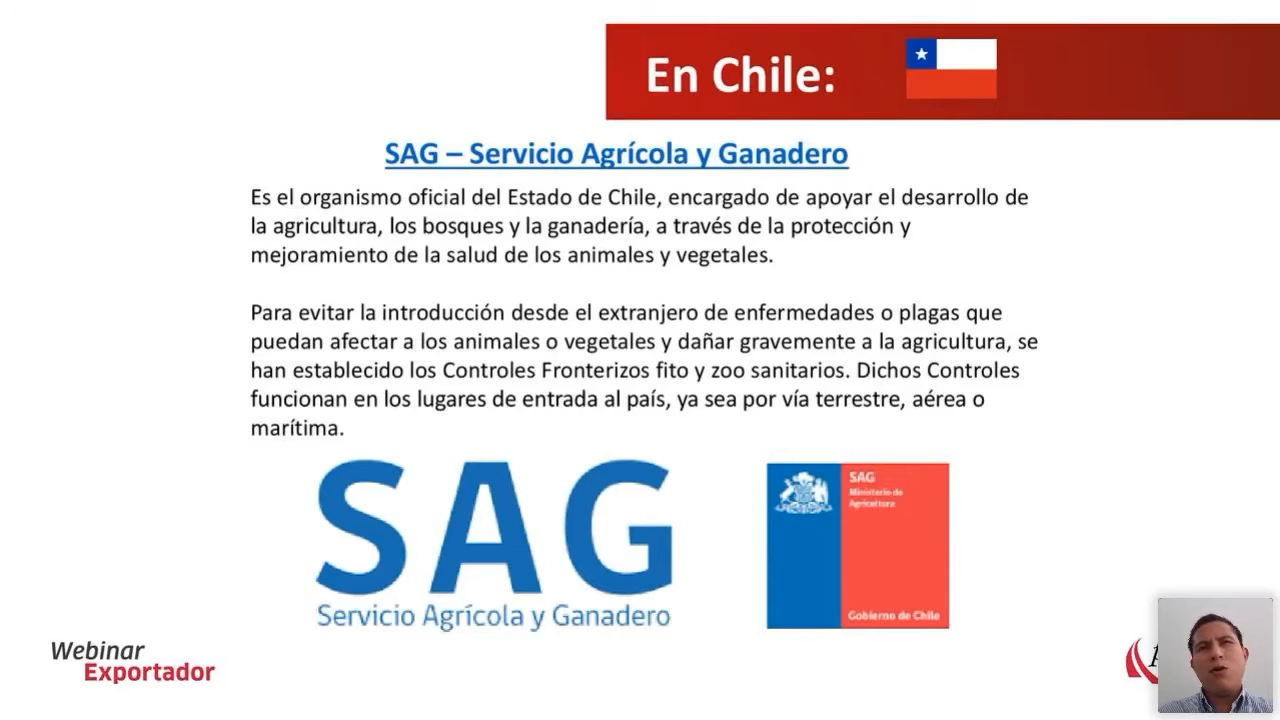 En Chile:
SAG – Servicio Agrícola y Ganadero
Es el organismo oficial del Estado de Chile, encargado de apoyar el desarrollo de
la agricultura, los bosques y la ganadería, a través de la protección y
mejoramiento de la salud de los animales y vegetales.
Para evitar la introducción desde el extranjero de enfermedades o plagas que
puedan afectar a los animales o vegetales y dañar gravemente a la agricultura, se
han establecido los Controles Fronterizos fito y zoo sanitarios. Dichos Controles
funcionan en los lugares de entrada al país, ya sea por vía terrestre, aérea o
marítima.
SAG
Servicio Agrícola y Ganadero
SAG
Ministerio de
Agricultura
Gobierno de Chile
Webinar
Exportador